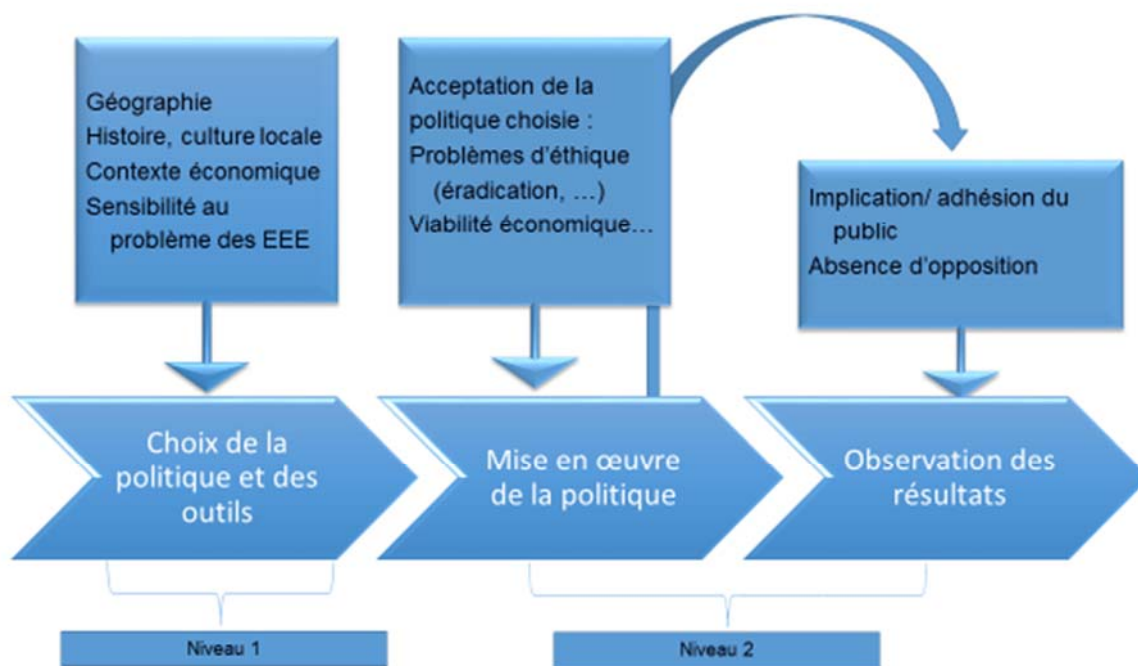 Géographie
Histoire, culture locale
Contexte économique
Sensibilité au
problème des EEE
Acceptation de la
politique choisie :
Problèmes d'éthique
(éradication, …)
Viabilité économique…
Implication/ adhésion du
public
Absence d'opposition
Choix de la
politique et des
outils
Mise en œuvre
de la politique
Observation des
résultats
Niveau 1
Niveau 2